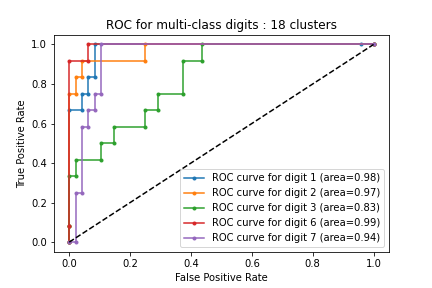 ROC for multi-class digits : 18 clusters
1.0
0.8
0.6
0.4
0.2
0.0
True Positive Rate
ROC curve for digit 1 (area=0.98)
ROC curve for digit 2 (area=0.97)
ROC curve for digit 3 (area=0.83)
ROC curve for digit 6 (area=0.99)
ROC curve for digit 7 (area=0.94)
0.0 0.2 0.4 0.6 0.8 1.0
False Positive Rate